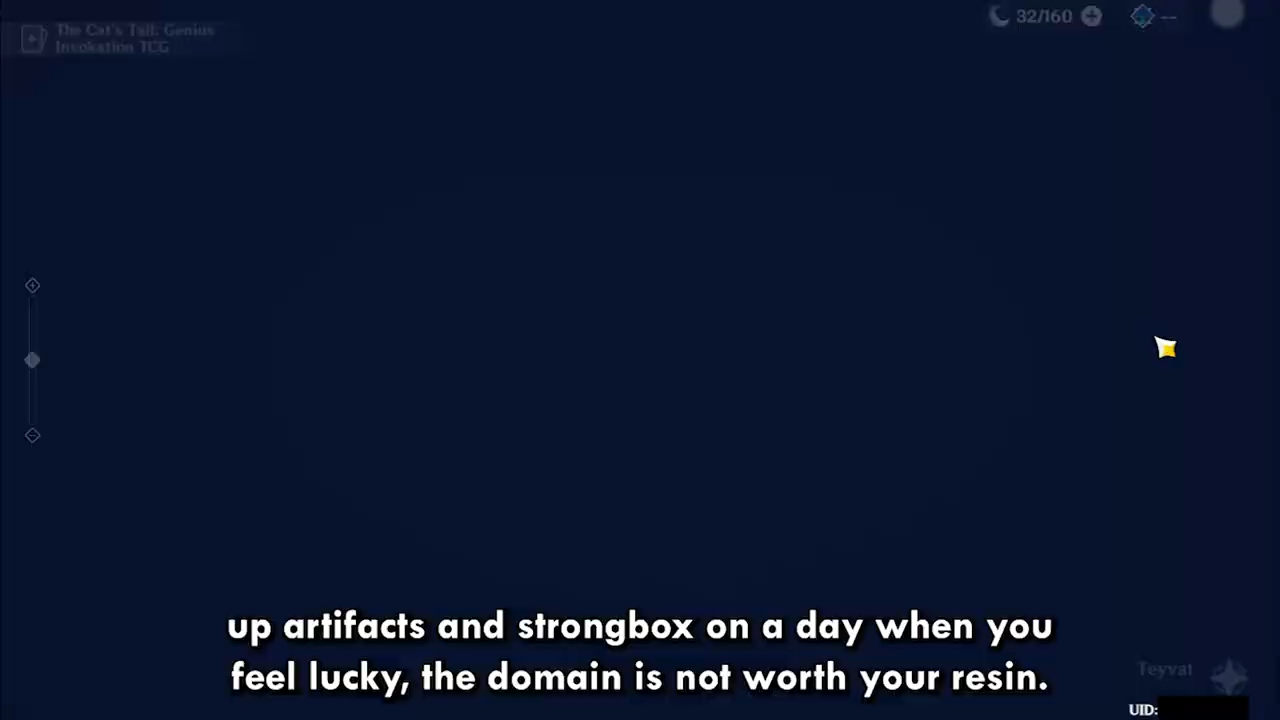 The Cat's Tail: Genius
Invokation TCG
32/160
--
up artifacts and strongbox on a day when you
feel lucky, the domain is not worth your resin.
Teyvat
UID: